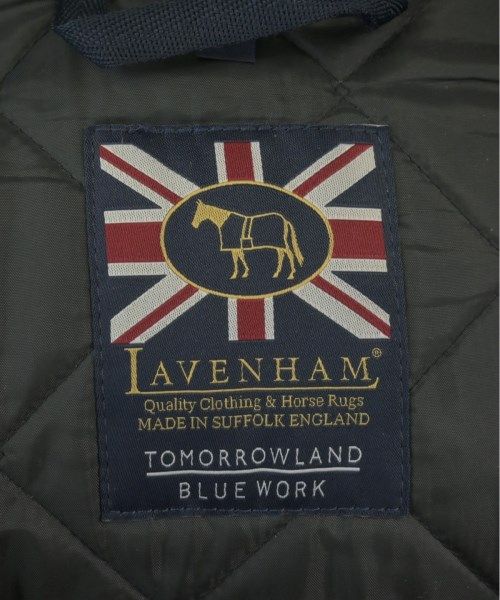 LAVENHAM®
Quality Clothing & Horse Rugs
MADE IN SUFFOLK ENGLAND
TOMORROWLAND
BLUE WORK